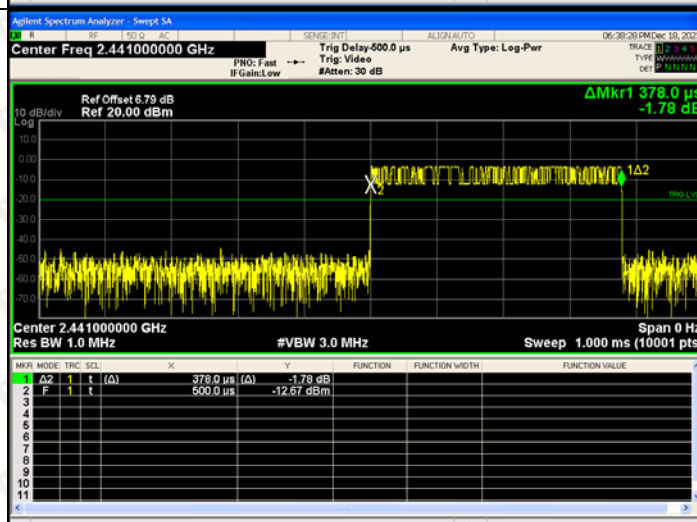 Agilent Spectrum Analyzer - Swept SA
R RF 50 Ω AC SENSE:INT ALIGN AUTO 06:38:28 PM Dec 18, 202
Center Freq 2.441000000 GHz Trig Delay-500.0 µs Avg Type: Log-Pwr TRACE 1 2 3 4 5
PNO: Fast Trig: Video TYPE
IFGain:Low #Atten: 30 dB DET P N N N N
ΔMkr1 378.0 µs
Ref Offset 6.79 dB
10 dB/div Ref 20.00 dBm -1.78 dB
Log
10.0
0.00
-10.0 1Δ2
2
-20.0 TRIG LVL
-30.0
-40.0
-50.0
-60.0
-70.0
Center 2.441000000 GHz Span 0 Hz
Res BW 1.0 MHz #VBW 3.0 MHz Sweep 1.000 ms (10001 pts
MKR MODE TRC SCL X Y FUNCTION FUNCTION WIDTH FUNCTION VALUE
1 Δ2 1 t (Δ) 378.0 µs (Δ) -1.78 dB
2 F 1 t 500.0 µs -12.67 dBm
3
4
5
6
7
8
9
10
11